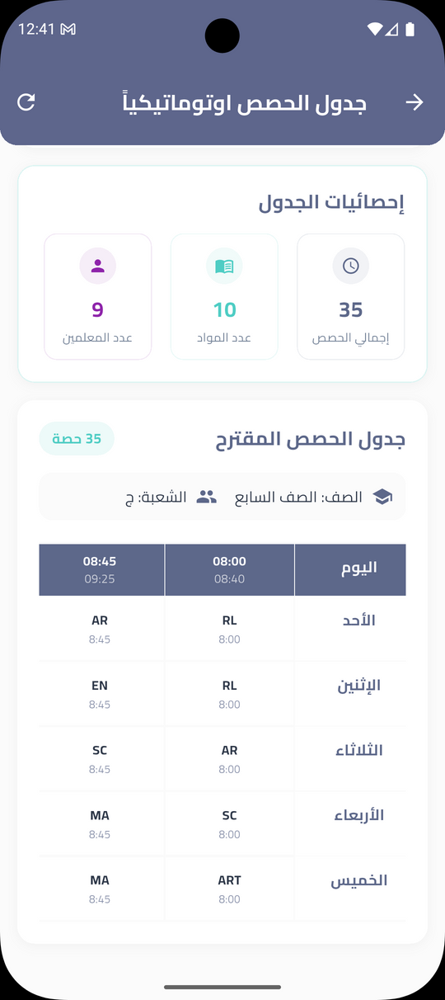 12:41
جدول الحصص اوتوماتيكياً
إحصائيات الجدول
35 10 9
إجمالي الحصص عدد المواد عدد المعلمين
جدول الحصص المقترح 35 حصة
الصف: الصف السابع الشعبة: ج
اليوم 08:00 08:45
08:40 09:25
الأحد RL AR
8:00 8:45
الإثنين RL EN
8:00 8:45
الثلاثاء AR SC
8:00 8:45
الأربعاء SC MA
8:00 8:45
الخميس ART MA
8:00 8:45